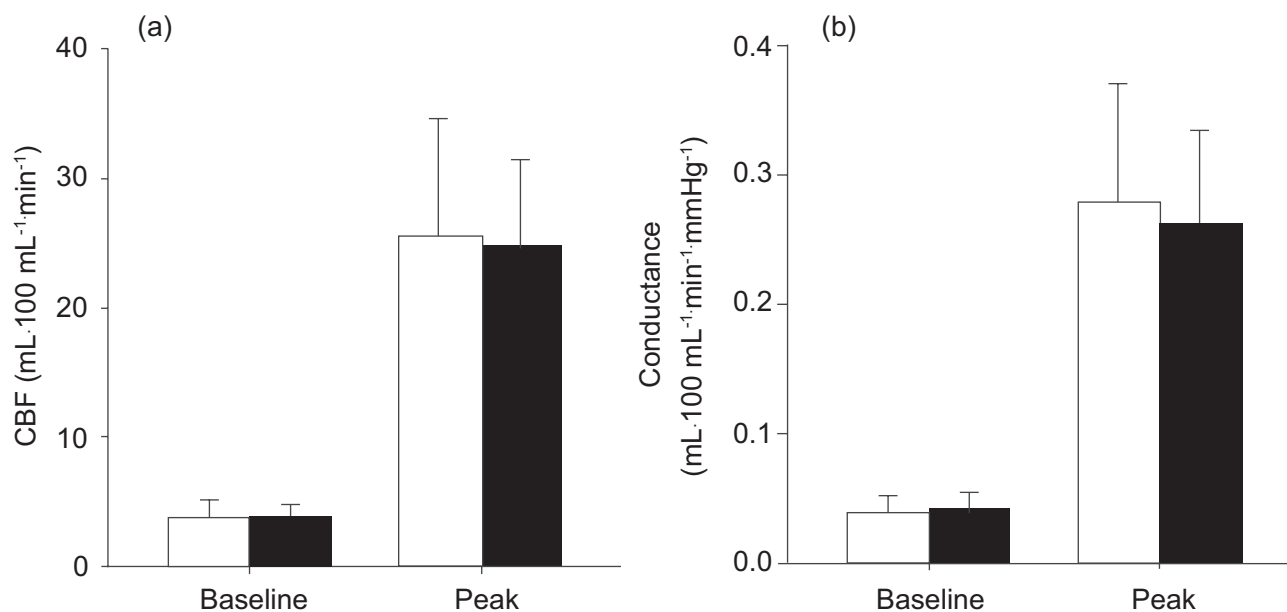 (a)
CBF (mL·100 mL⁻¹·min⁻¹)
40
30
20
10
0
Baseline Peak
(b)
Conductance
(mL·100 mL⁻¹·min⁻¹·mmHg⁻¹)
0.4
0.3
0.2
0.1
0.0
Baseline Peak